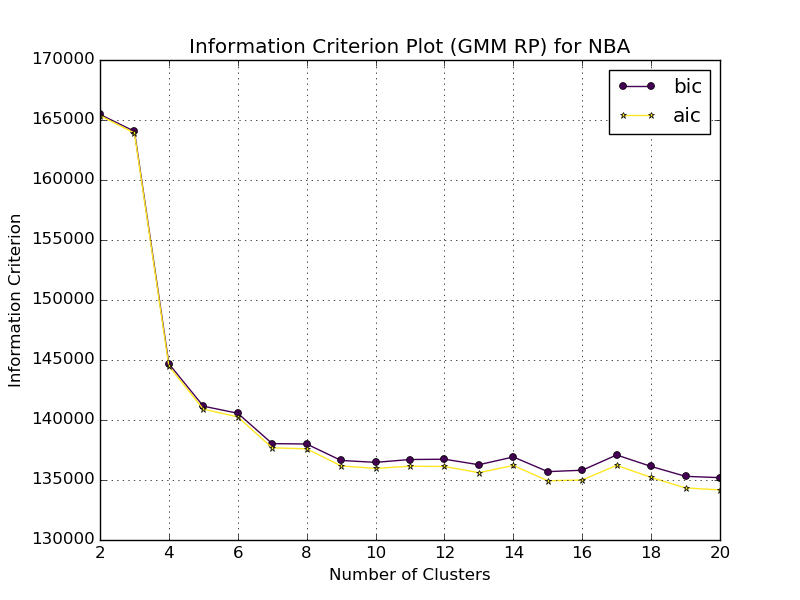 Information Criterion Plot (GMM RP) for NBA
170000
165000
160000
155000
150000
145000
140000
135000
130000
Information Criterion
bic
aic
2 4 6 8 10 12 14 16 18 20
Number of Clusters